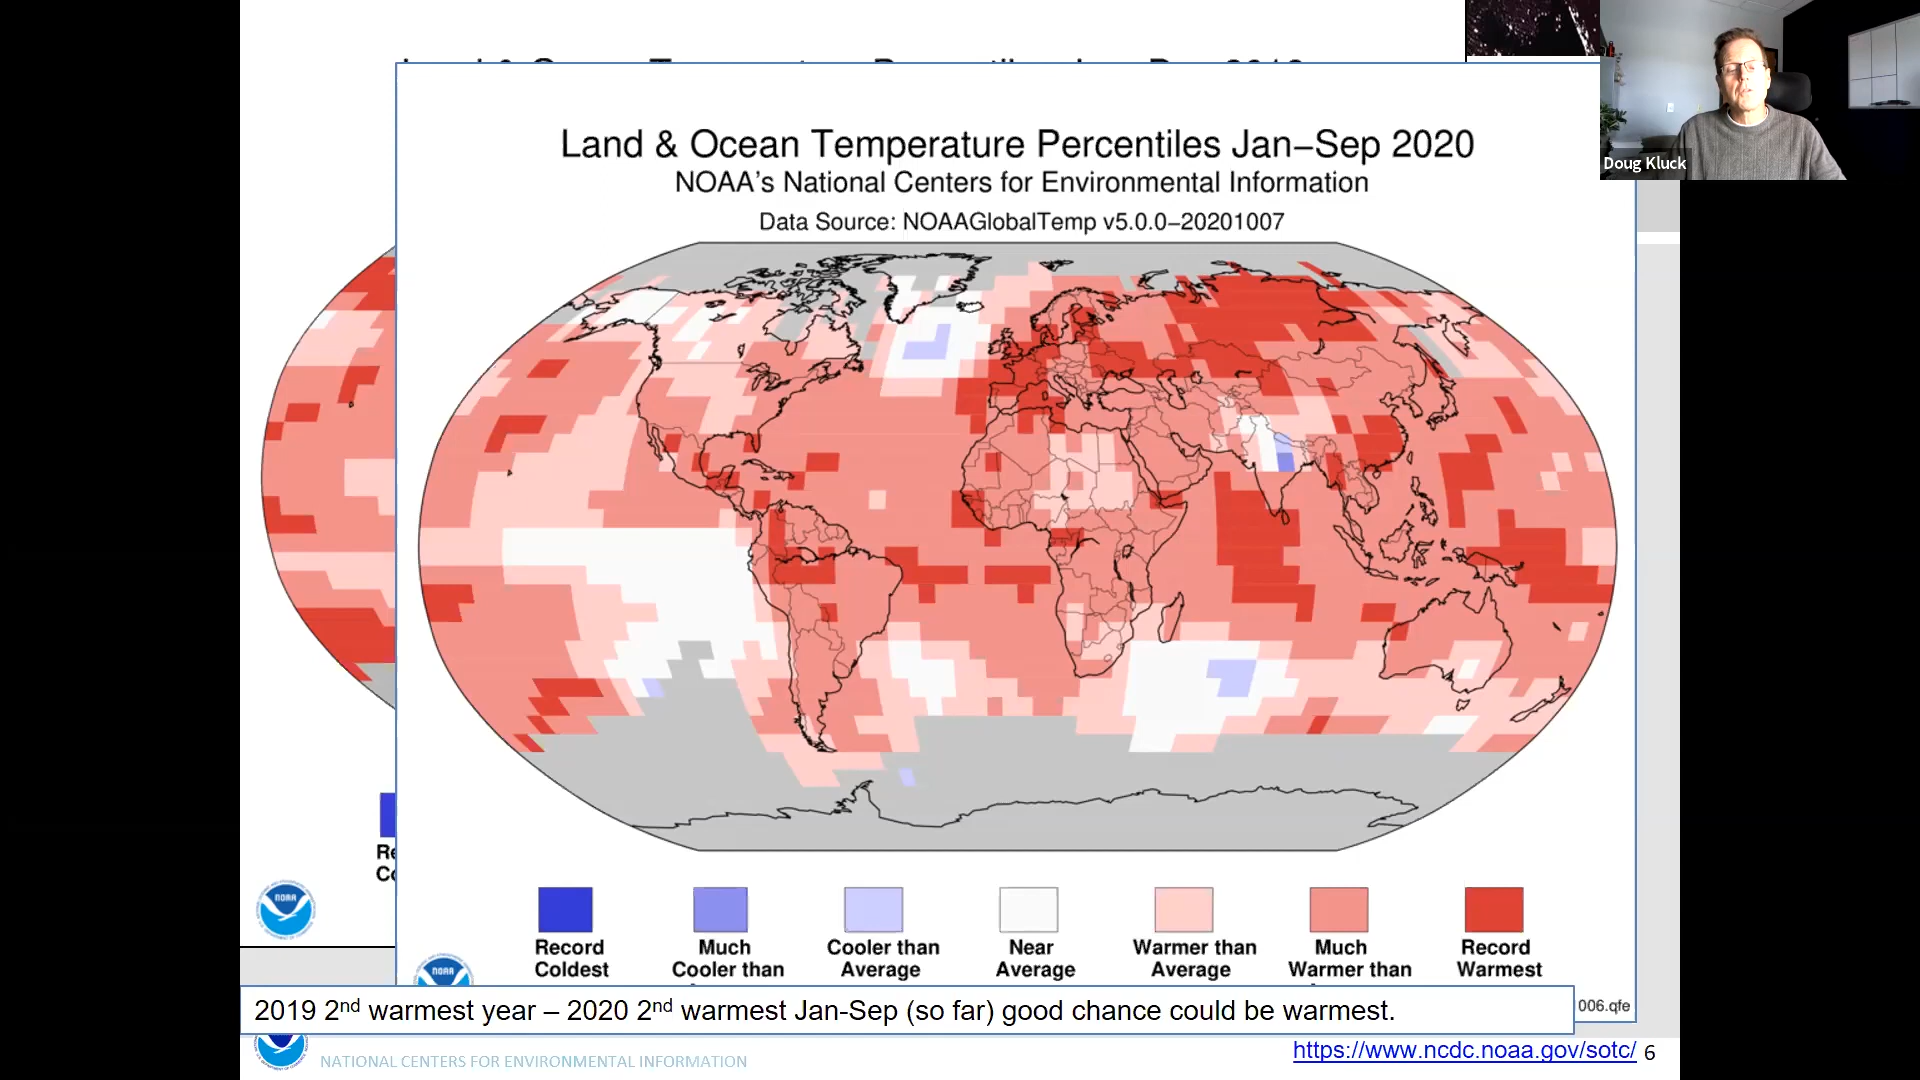 Doug Kluck
Land & Ocean Temperature Percentiles Jan–Sep 2020
NOAA's National Centers for Environmental Information
Data Source: NOAAGlobalTemp v5.0.0–20201007
Record Coldest
Much Cooler than
Cooler than Average
Near Average
Warmer than Average
Much Warmer than
Record Warmest
NOAA
NOAA
2019 2nd warmest year – 2020 2nd warmest Jan-Sep (so far) good chance could be warmest.
006.qfe
https://www.ncdc.noaa.gov/sotc/ 6
NATIONAL CENTERS FOR ENVIRONMENTAL INFORMATION